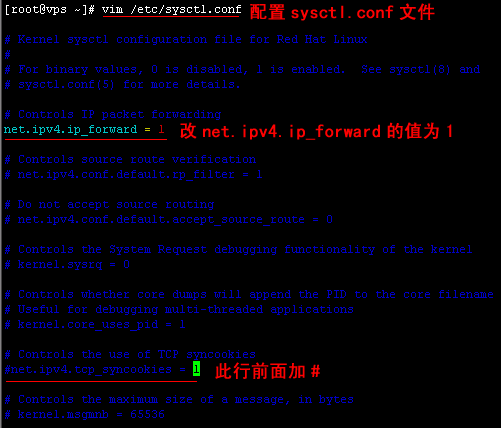 [root@vps ~]# vim /etc/sysctl.conf 配置 sysctl.conf 文件
# Kernel sysctl configuration file for Red Hat Linux
#
# For binary values, 0 is disabled, 1 is enabled.  See sysctl(8) and
# sysctl.conf(5) for more details.
# Controls IP packet forwarding
net.ipv4.ip_forward = 1 改 net.ipv4.ip_forward 的值为 1
# Controls source route verification
# net.ipv4.conf.default.rp_filter = 1
# Do not accept source routing
# net.ipv4.conf.default.accept_source_route = 0
# Controls the System Request debugging functionality of the kernel
# kernel.sysrq = 0
# Controls whether core dumps will append the PID to the core filename
# Useful for debugging multi-threaded applications
# kernel.core_uses_pid = 1
# Controls the use of TCP syncookies
#net.ipv4.tcp_syncookies = 1 此行前面加 #
# Controls the maximum size of a message, in bytes
# kernel.msgmnb = 65536